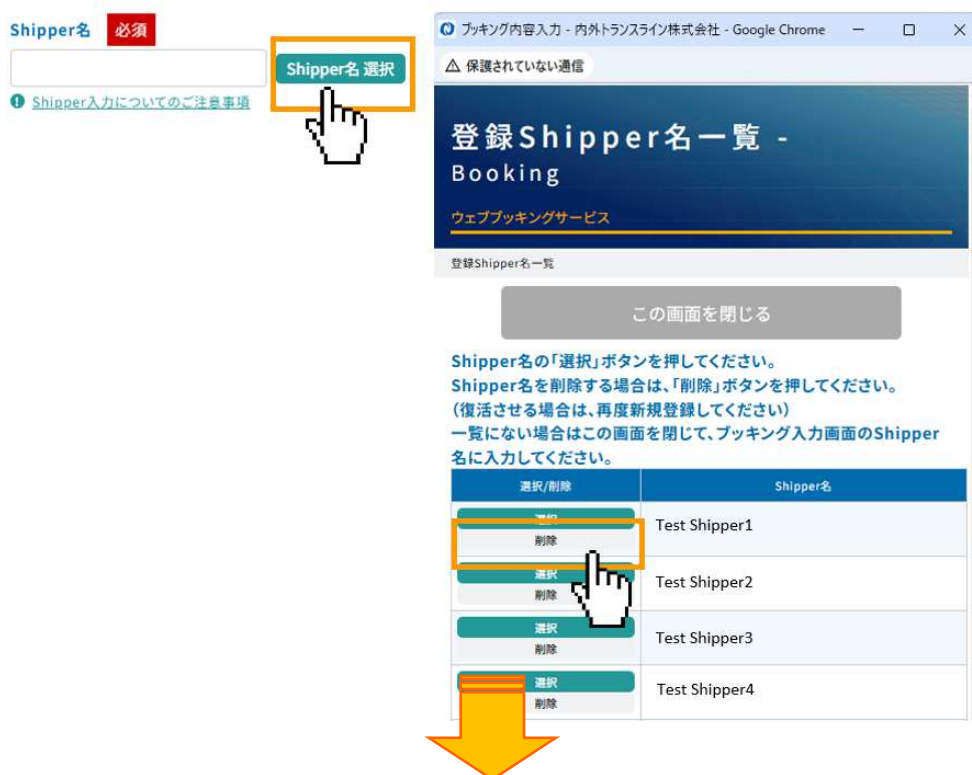 Shipper名 必須
Shipper名 選択
Shipper入力についてのご注意事項
ブッキング内容入力 - 内外トランスライン株式会社 - Google Chrome
保護されていない通信
登録Shipper名一覧 -
Booking
ウェブブッキングサービス
登録Shipper名一覧
この画面を閉じる
Shipper名の「選択」ボタンを押してください。
Shipper名を削除する場合は、「削除」ボタンを押してください。
（復活させる場合は、再度新規登録してください）
一覧にない場合はこの画面を閉じて、ブッキング入力画面のShipper
名に入力してください。
選択/削除 Shipper名
選択
削除
Test Shipper1
選択
削除
Test Shipper2
選択
削除
Test Shipper3
選択
削除
Test Shipper4